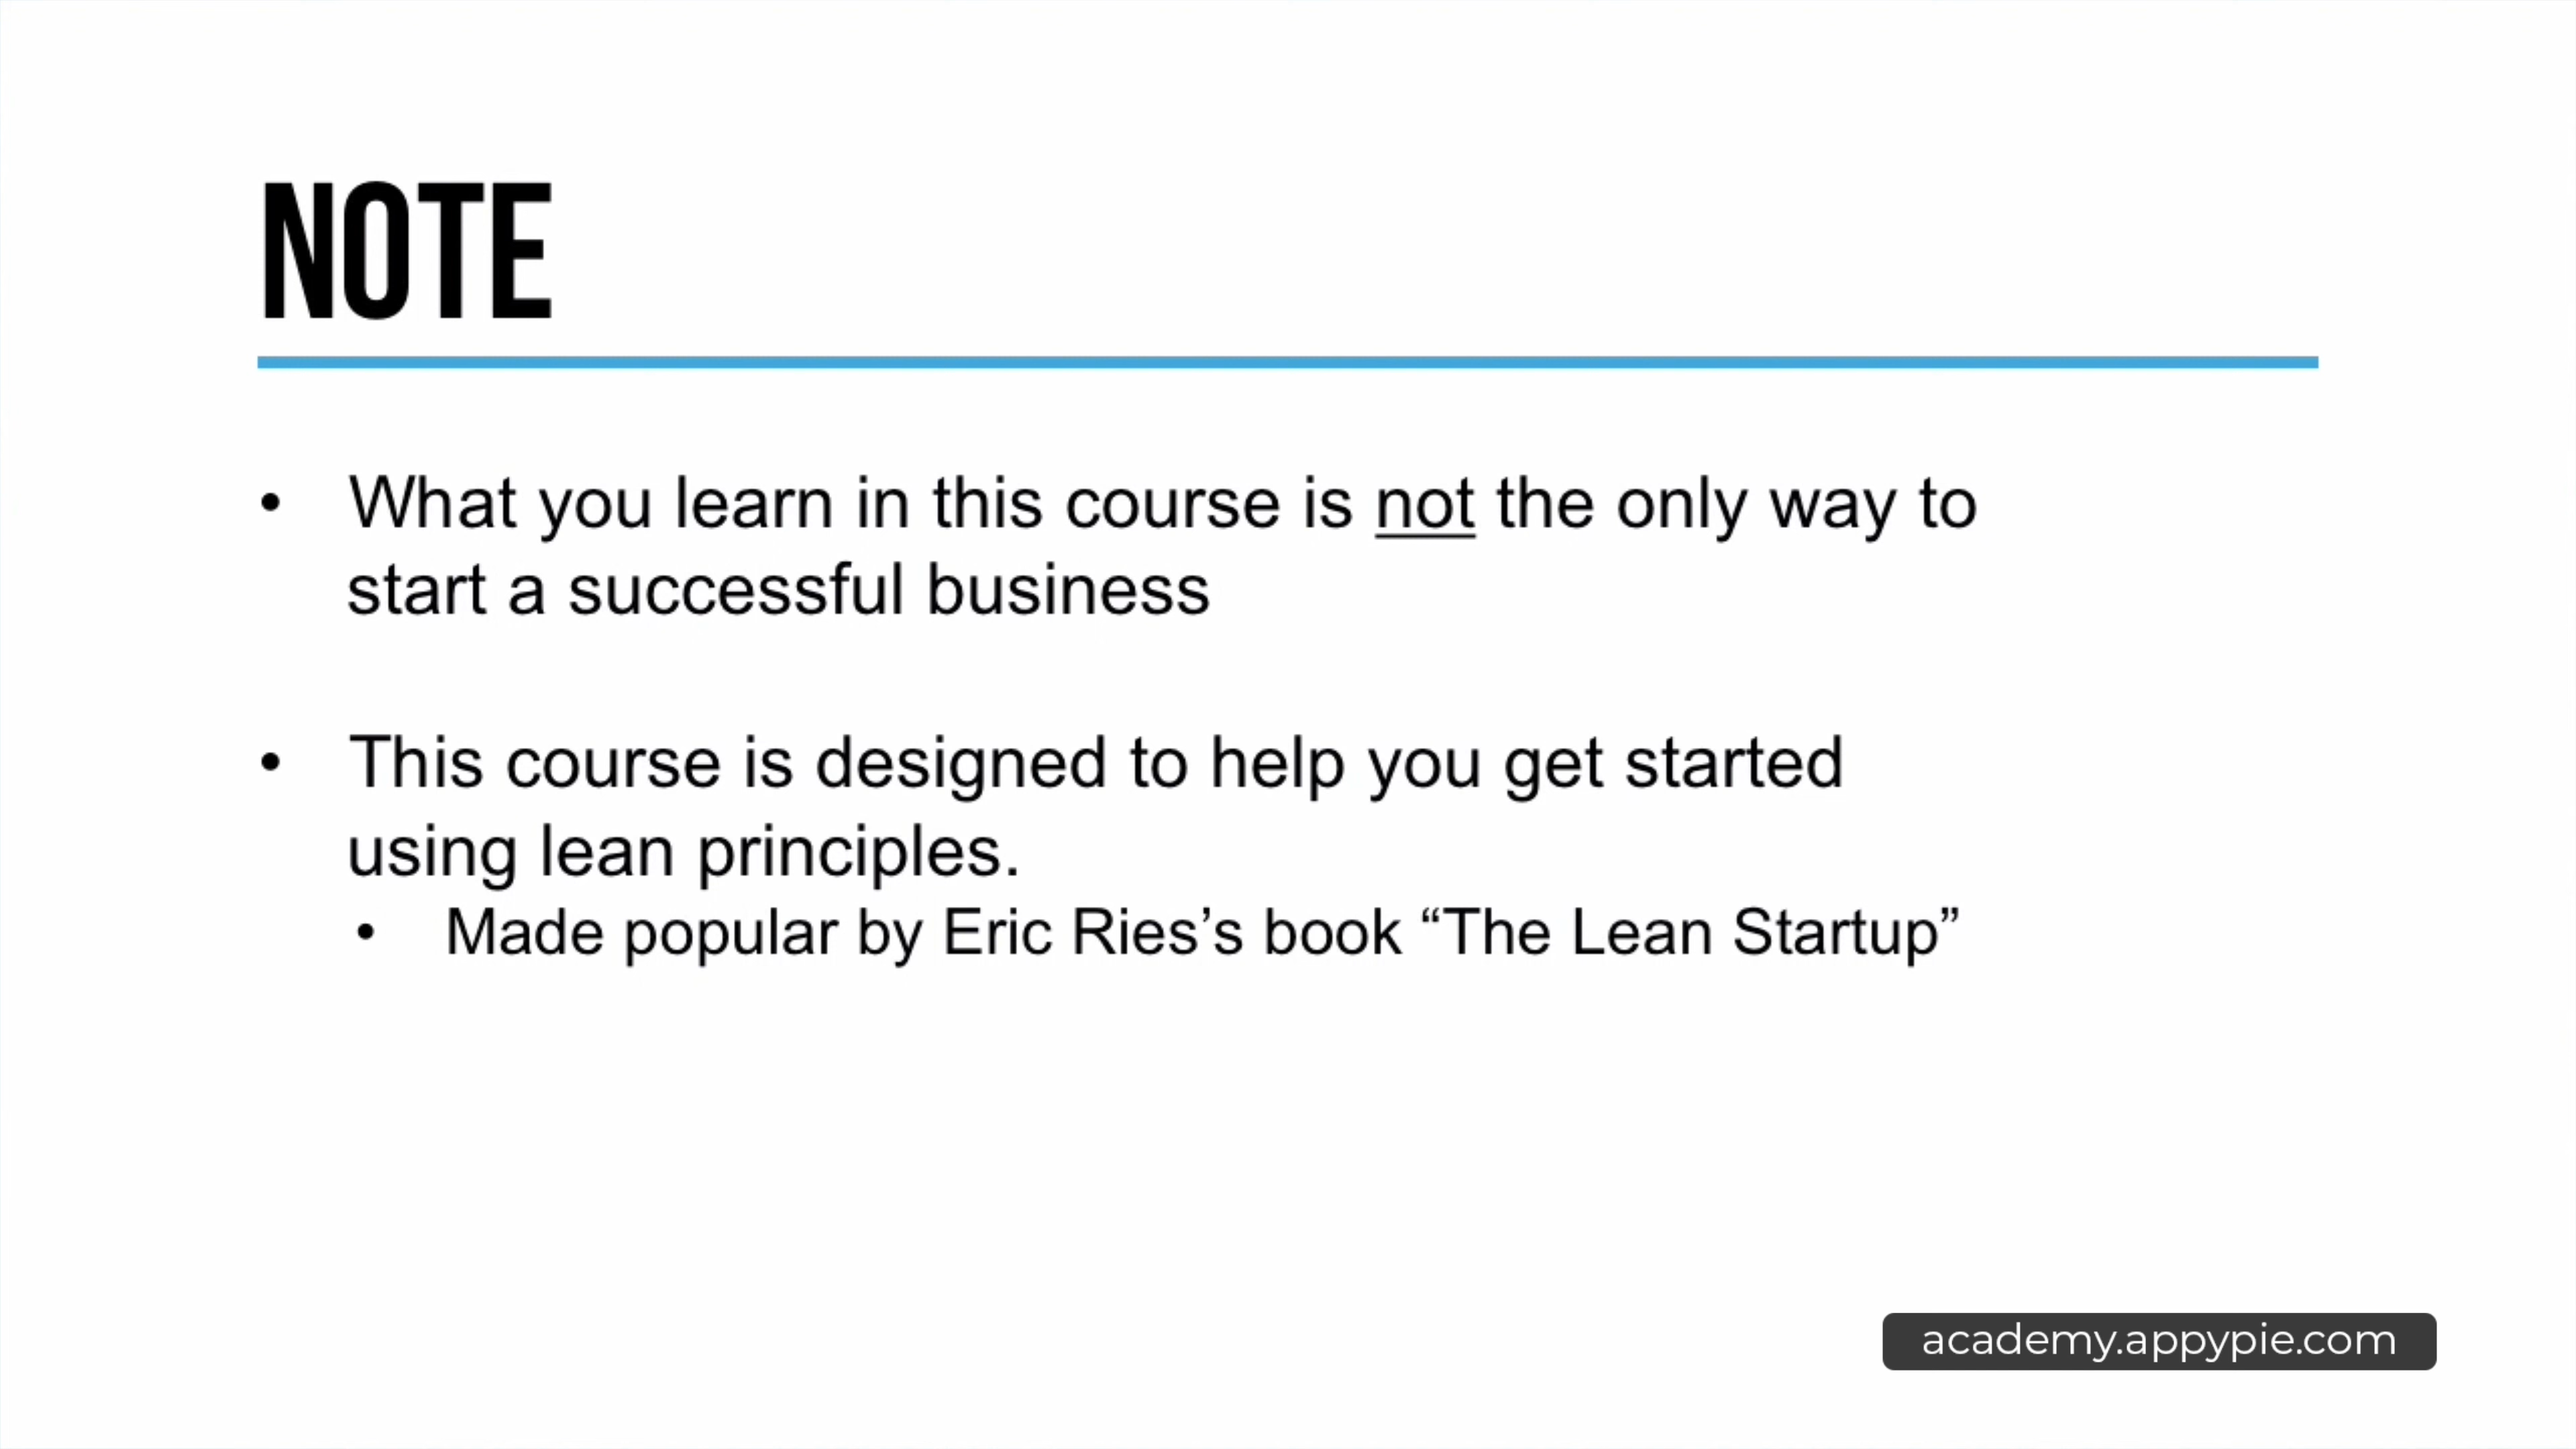 NOTE
• What you learn in this course is not the only way to
start a successful business
• This course is designed to help you get started
using lean principles.
• Made popular by Eric Ries’s book “The Lean Startup”
academy.appypie.com